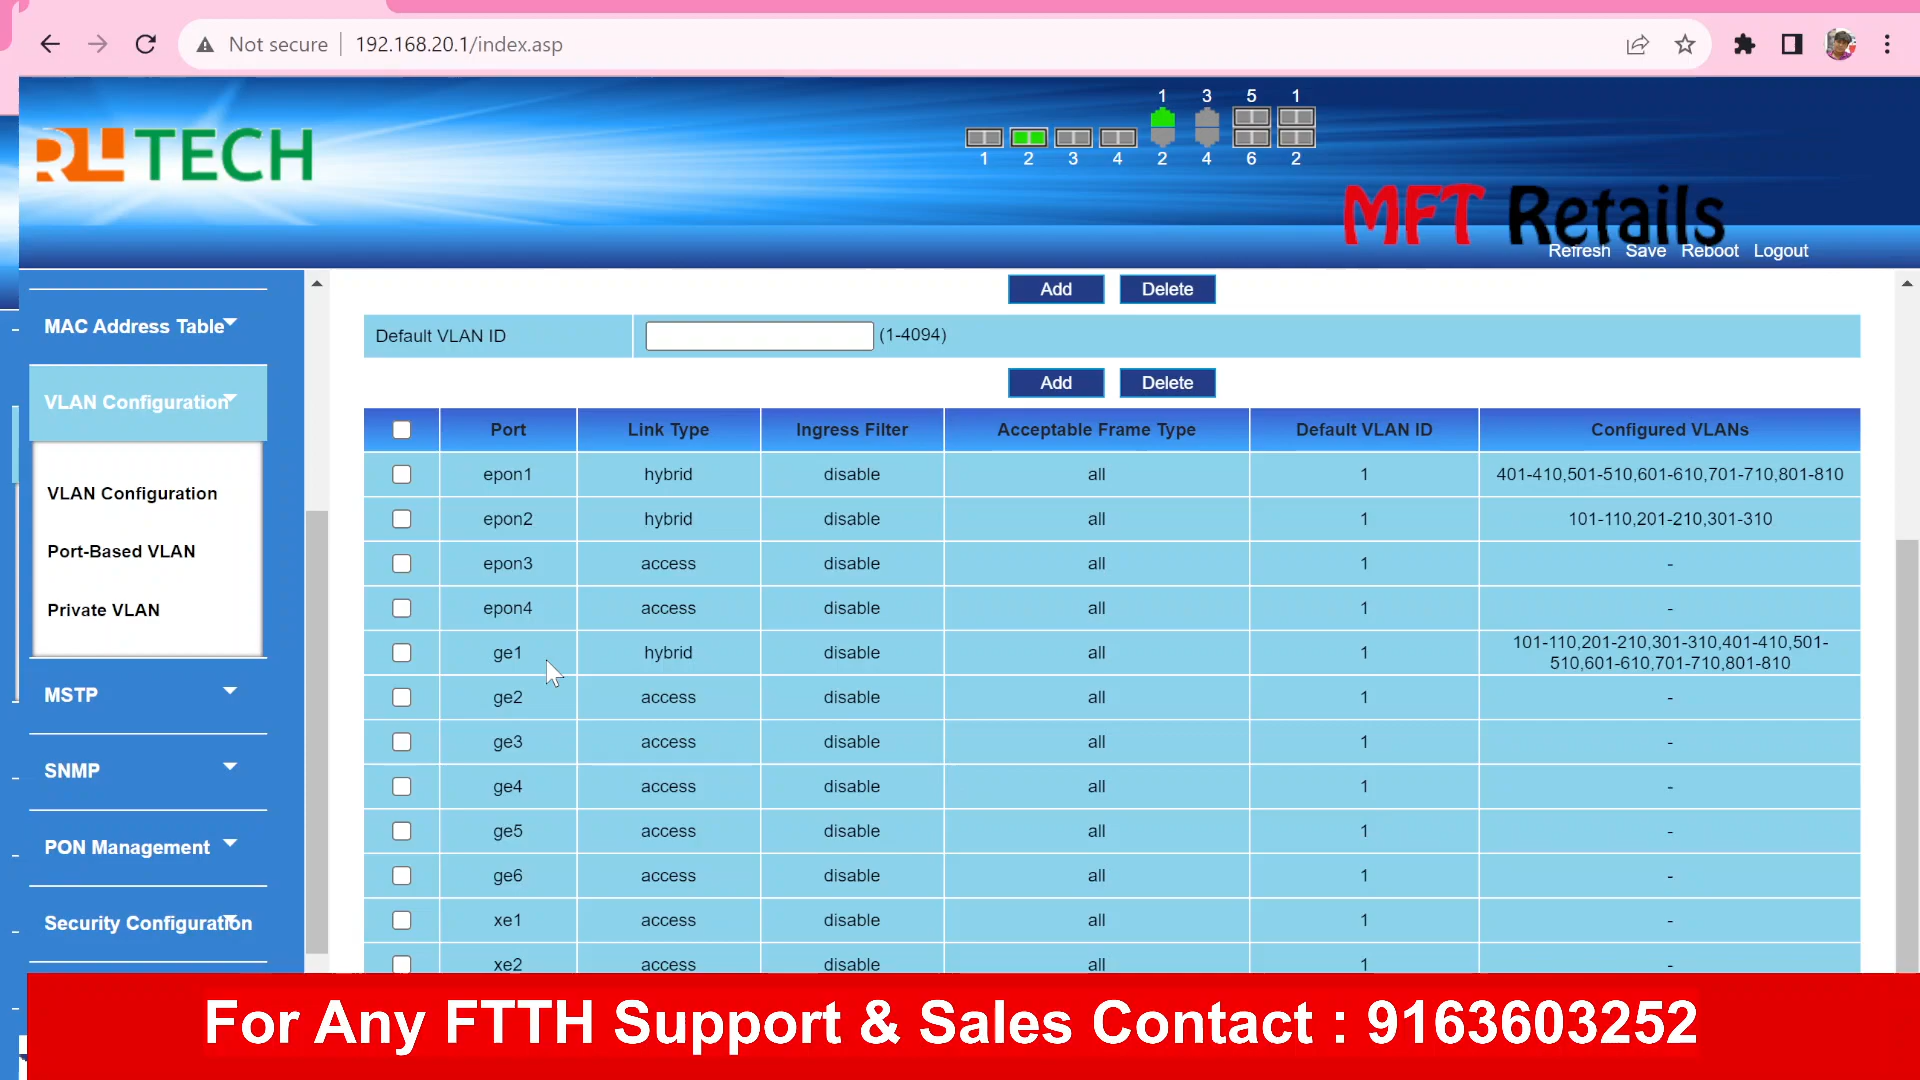 Not secure | 192.168.20.1/index.asp
1 3 5 1
1 2 3 4 2 4 6 2
RL TECH
MFT Retails
Refresh Save Reboot Logout
MAC Address Table
VLAN Configuration
VLAN Configuration
Port-Based VLAN
Private VLAN
MSTP
SNMP
PON Management
Security Configuration
Add Delete
Default VLAN ID (1-4094)
Add Delete
Port Link Type Ingress Filter Acceptable Frame Type Default VLAN ID Configured VLANs
epon1 hybrid disable all 1 401-410,501-510,601-610,701-710,801-810
epon2 hybrid disable all 1 101-110,201-210,301-310
epon3 access disable all 1 -
epon4 access disable all 1 -
ge1 hybrid disable all 1 101-110,201-210,301-310,401-410,501-
510,601-610,701-710,801-810
ge2 access disable all 1 -
ge3 access disable all 1 -
ge4 access disable all 1 -
ge5 access disable all 1 -
ge6 access disable all 1 -
xe1 access disable all 1 -
xe2 access disable all 1 -
For Any FTTH Support & Sales Contact : 9163603252